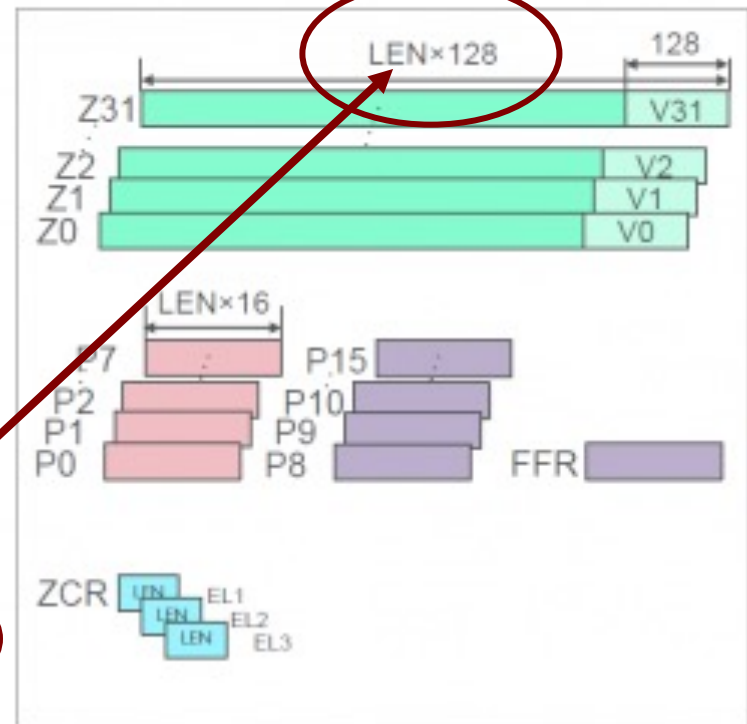 LEN×128
128
Z31
V31
Z2
V2
Z1
V1
Z0
V0
LEN×16
P7
P15
P2
P10
P1
P9
P0
P8
FFR
ZCR
LEN
EL1
LEN
EL2
LEN
EL3